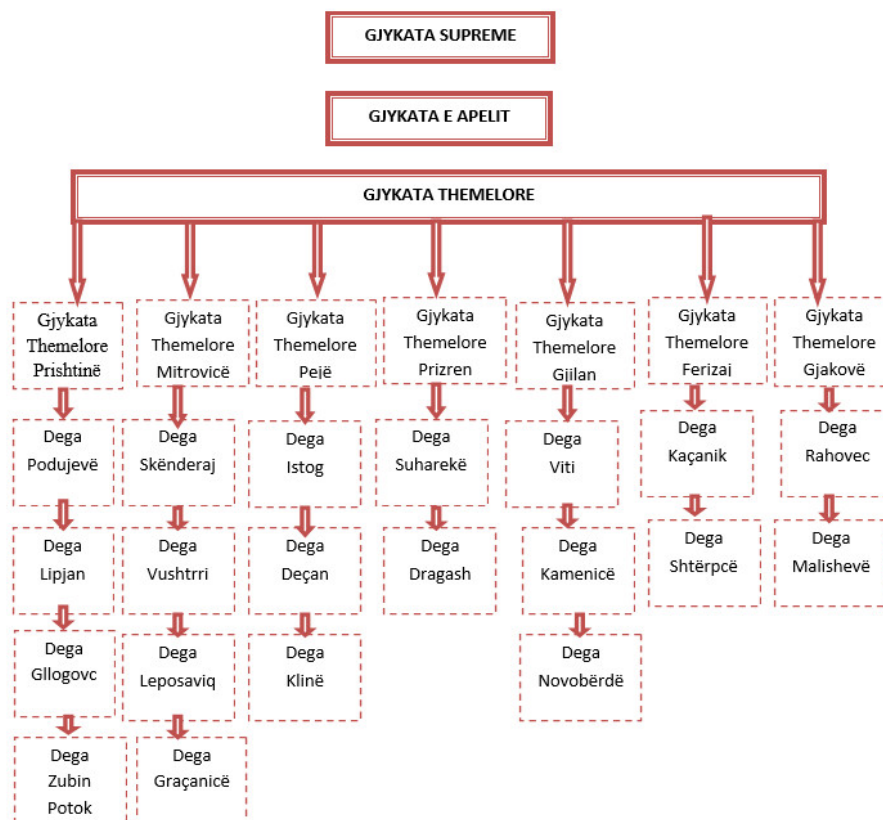 GJYKATA SUPREME
GJYKATA E APELIT
GJYKATA THEMELORE
Gjykata
Themelore
Prishtinë
Gjykata
Themelore
Mitrovicë
Gjykata
Themelore
Pejë
Gjykata
Themelore
Prizren
Gjykata
Themelore
Gjilan
Gjykata
Themelore
Ferizaj
Gjykata
Themelore
Gjakovë
Dega
Podujevë
Dega
Skënderaj
Dega
Istog
Dega
Suharekë
Dega
Viti
Dega
Kaçanik
Dega
Rahovec
Dega
Lipjan
Dega
Vushtrri
Dega
Deçan
Dega
Dragash
Dega
Kamenicë
Dega
Shtërpcë
Dega
Malishevë
Dega
Gllogovc
Dega
Leposaviq
Dega
Klinë
Dega
Novobërdë
Dega
Zubin
Potok
Dega
Graçanicë